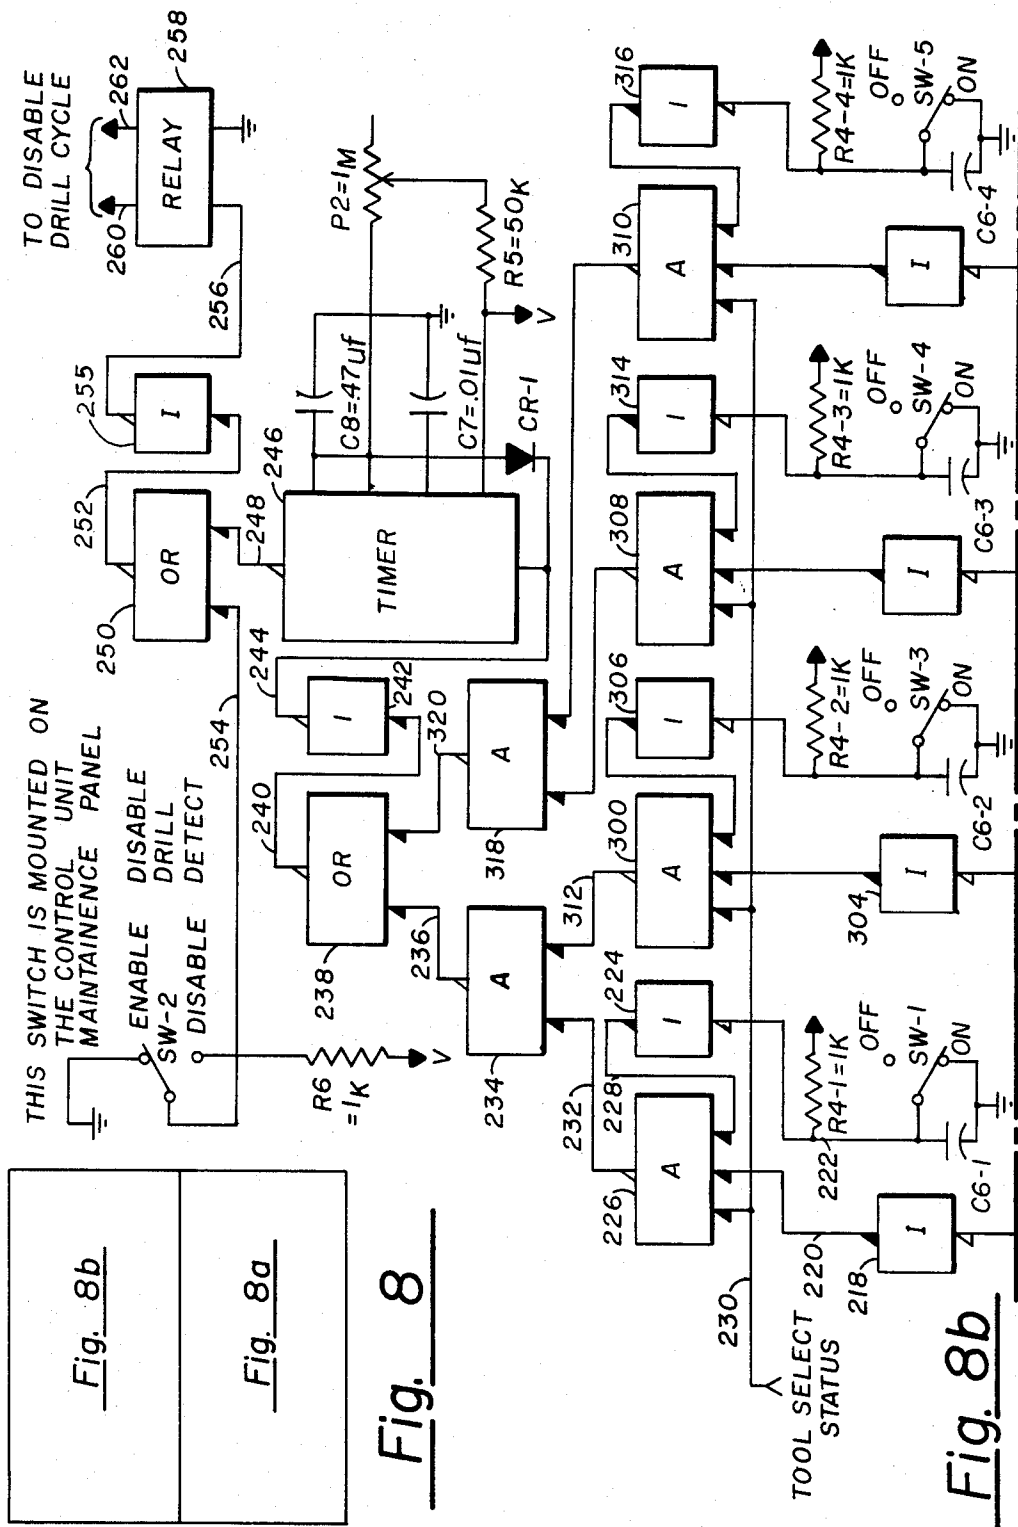 THIS SWITCH IS MOUNTED ON
THE CONTROL UNIT
MAINTAINENCE PANEL
ENABLE
SW-2
DISABLE
DISABLE
DRILL
DETECT
R6
=1K
V
254
250
OR
252
255
I
256
TO DISABLE
DRILL CYCLE
260
262
RELAY
258
248
246
TIMER
C8=.47uf
C7=.01uf
CR-1
P2=1M
R5=50K
V
244
242
I
240
OR
238
236
320
A
234
A
318
232
312
226
A
228
224
I
300
A
306
I
308
A
314
I
310
A
316
I
230
TOOL SELECT
STATUS
220
218
I
222
R4-1=1K
OFF
SW-1
ON
C6-1
304
I
R4-2=1K
OFF
SW-3
ON
C6-2
I
R4-3=1K
OFF
SW-4
ON
C6-3
I
R4-4=1K
OFF
SW-5
ON
C6-4
Fig. 8b
Fig. 8a
Fig. 8
Fig. 8b